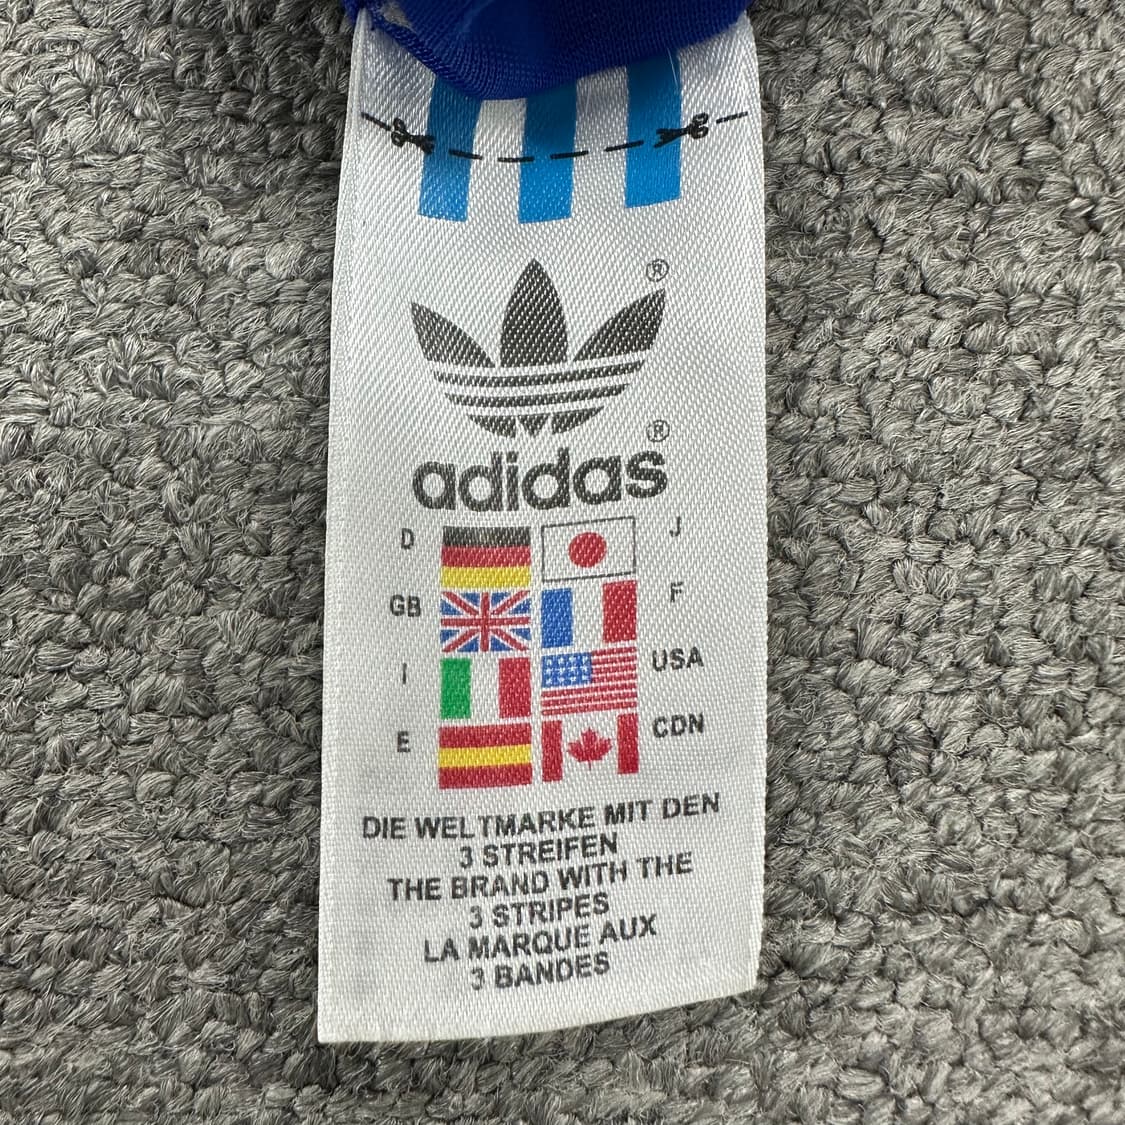 ®
®
adidas
D
J
GB
F
I
USA
E
CDN
DIE WELTMARKE MIT DEN
3 STREIFEN
THE BRAND WITH THE
3 STRIPES
LA MARQUE AUX
3 BANDES